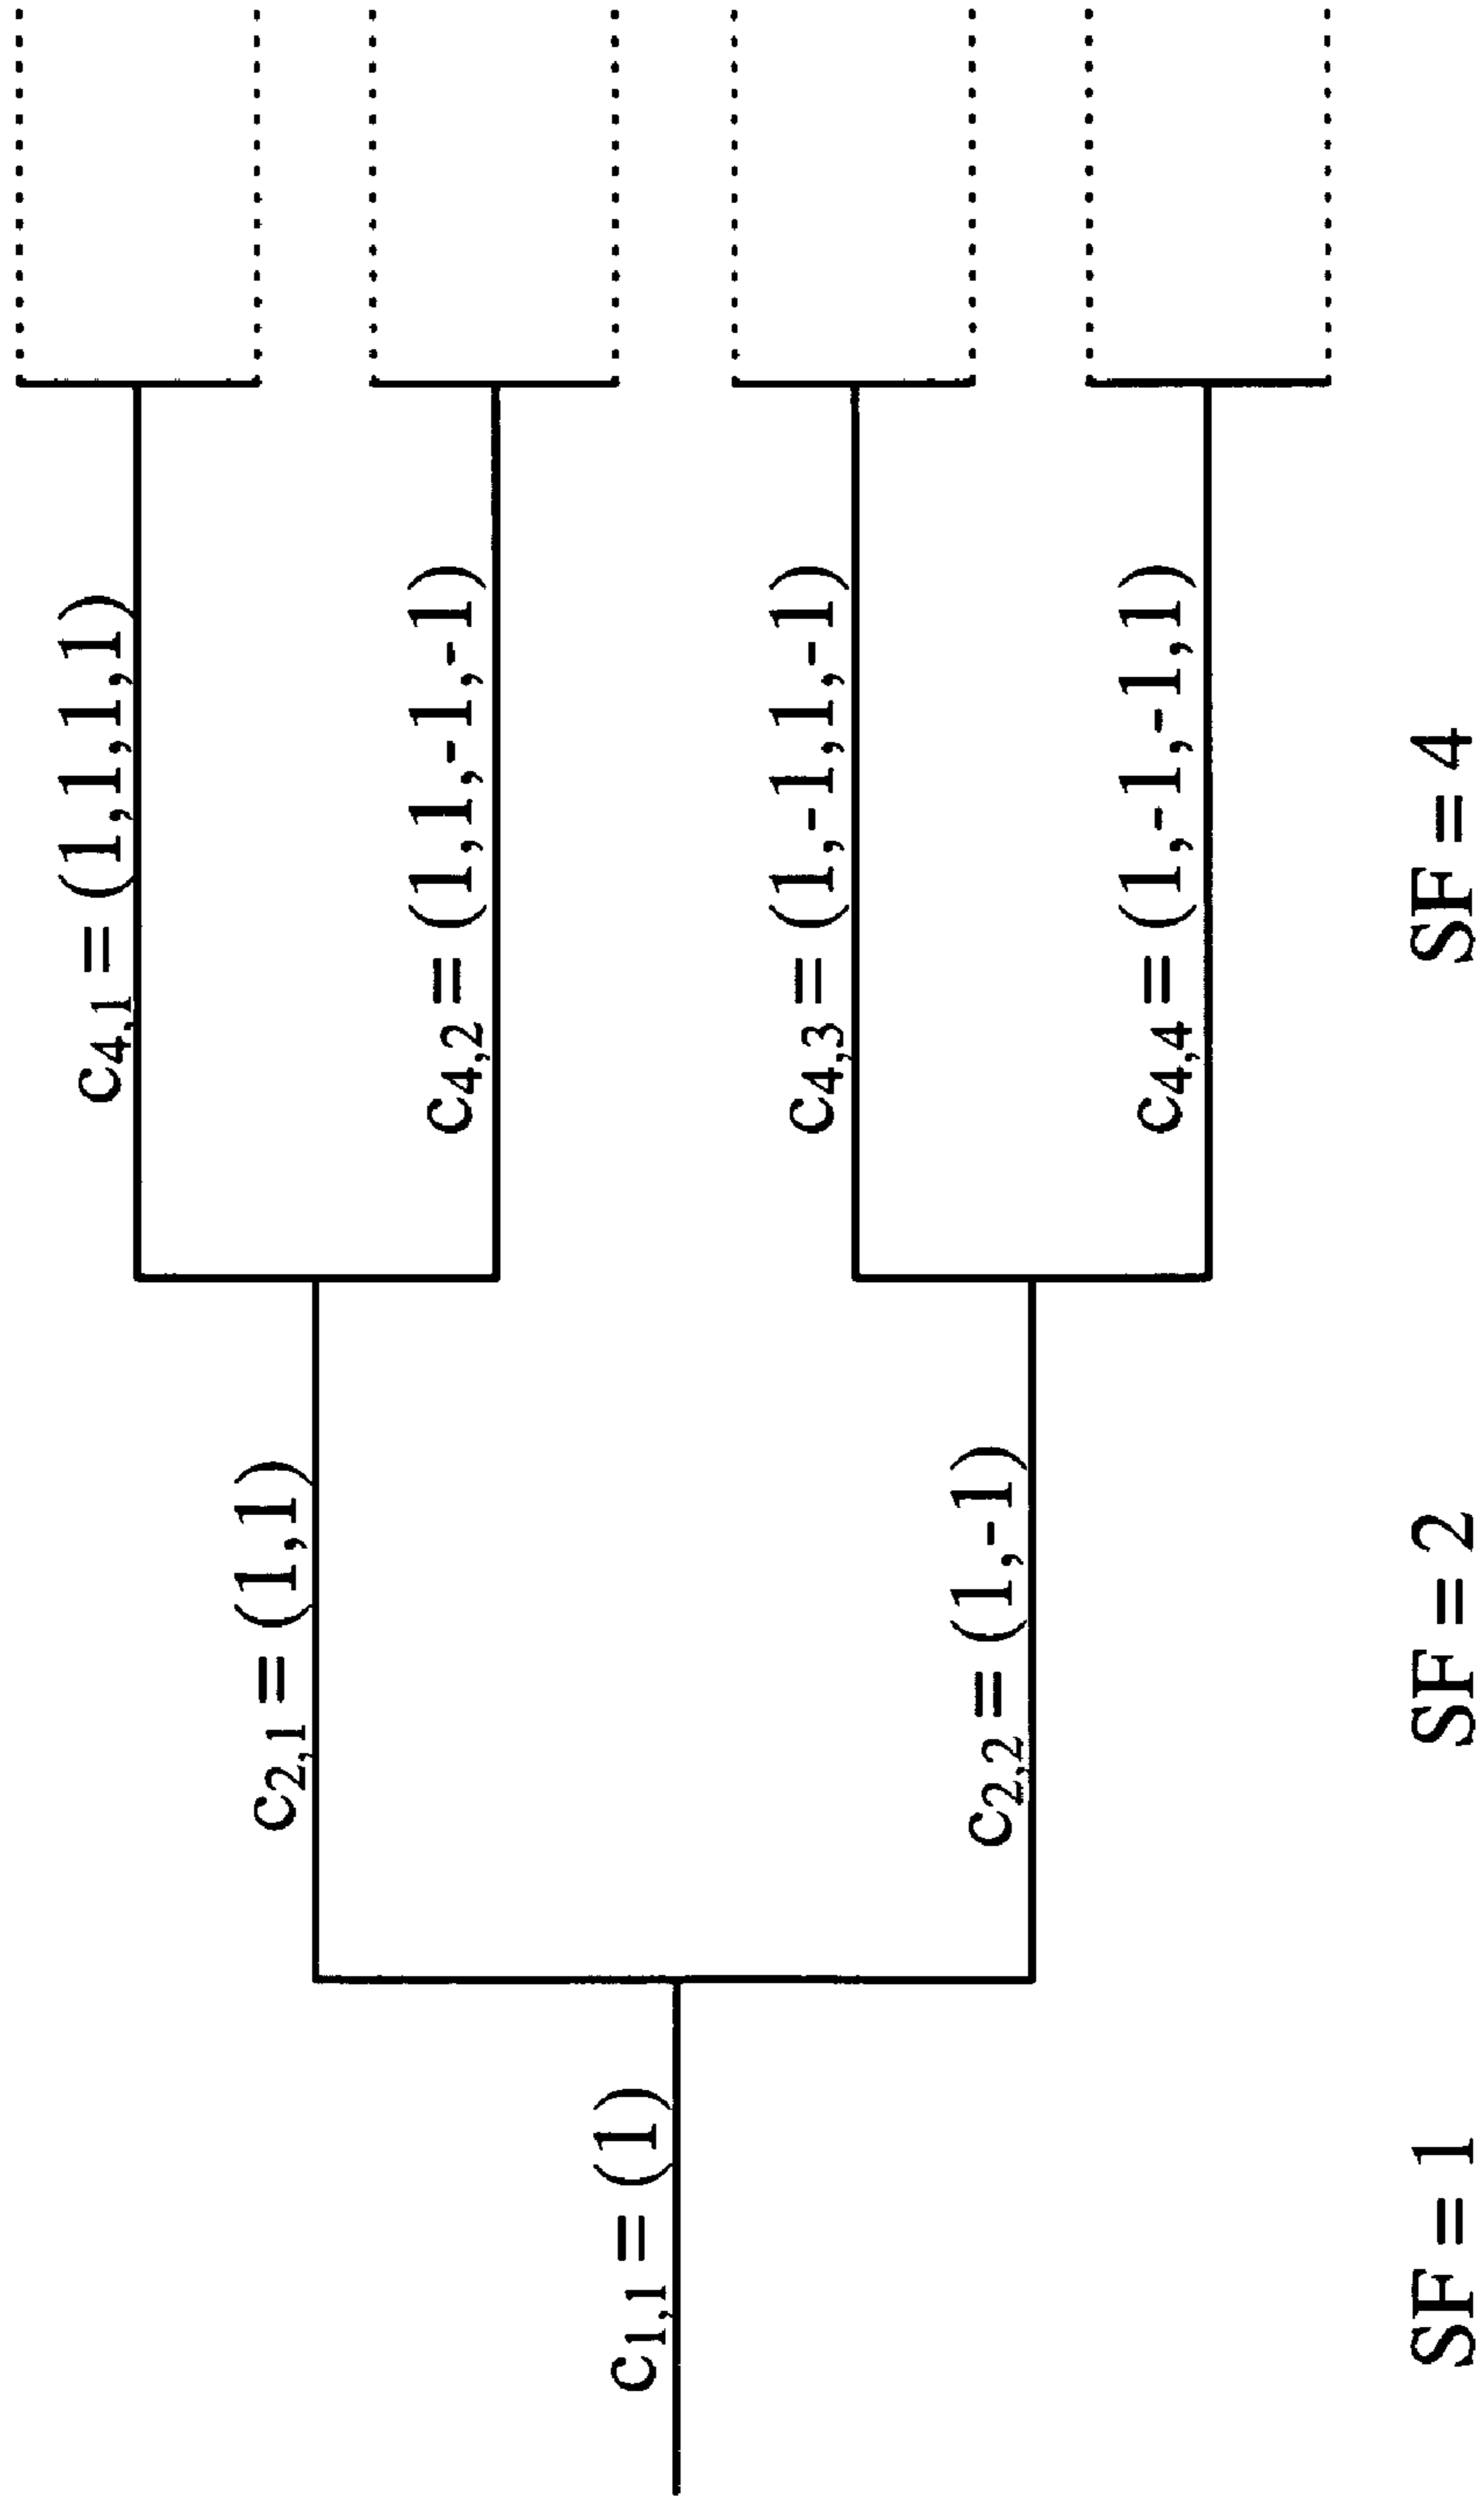 c4,1 = (1,1,1,1)
c2,1 = (1,1)
c4,2 = (1,1,-1,-1)
c1,1 = (1)
c4,3 = (1,-1,1,-1)
c2,2 = (1,-1)
c4,4 = (1,-1,-1,1)
SF = 1 SF = 2 SF = 4